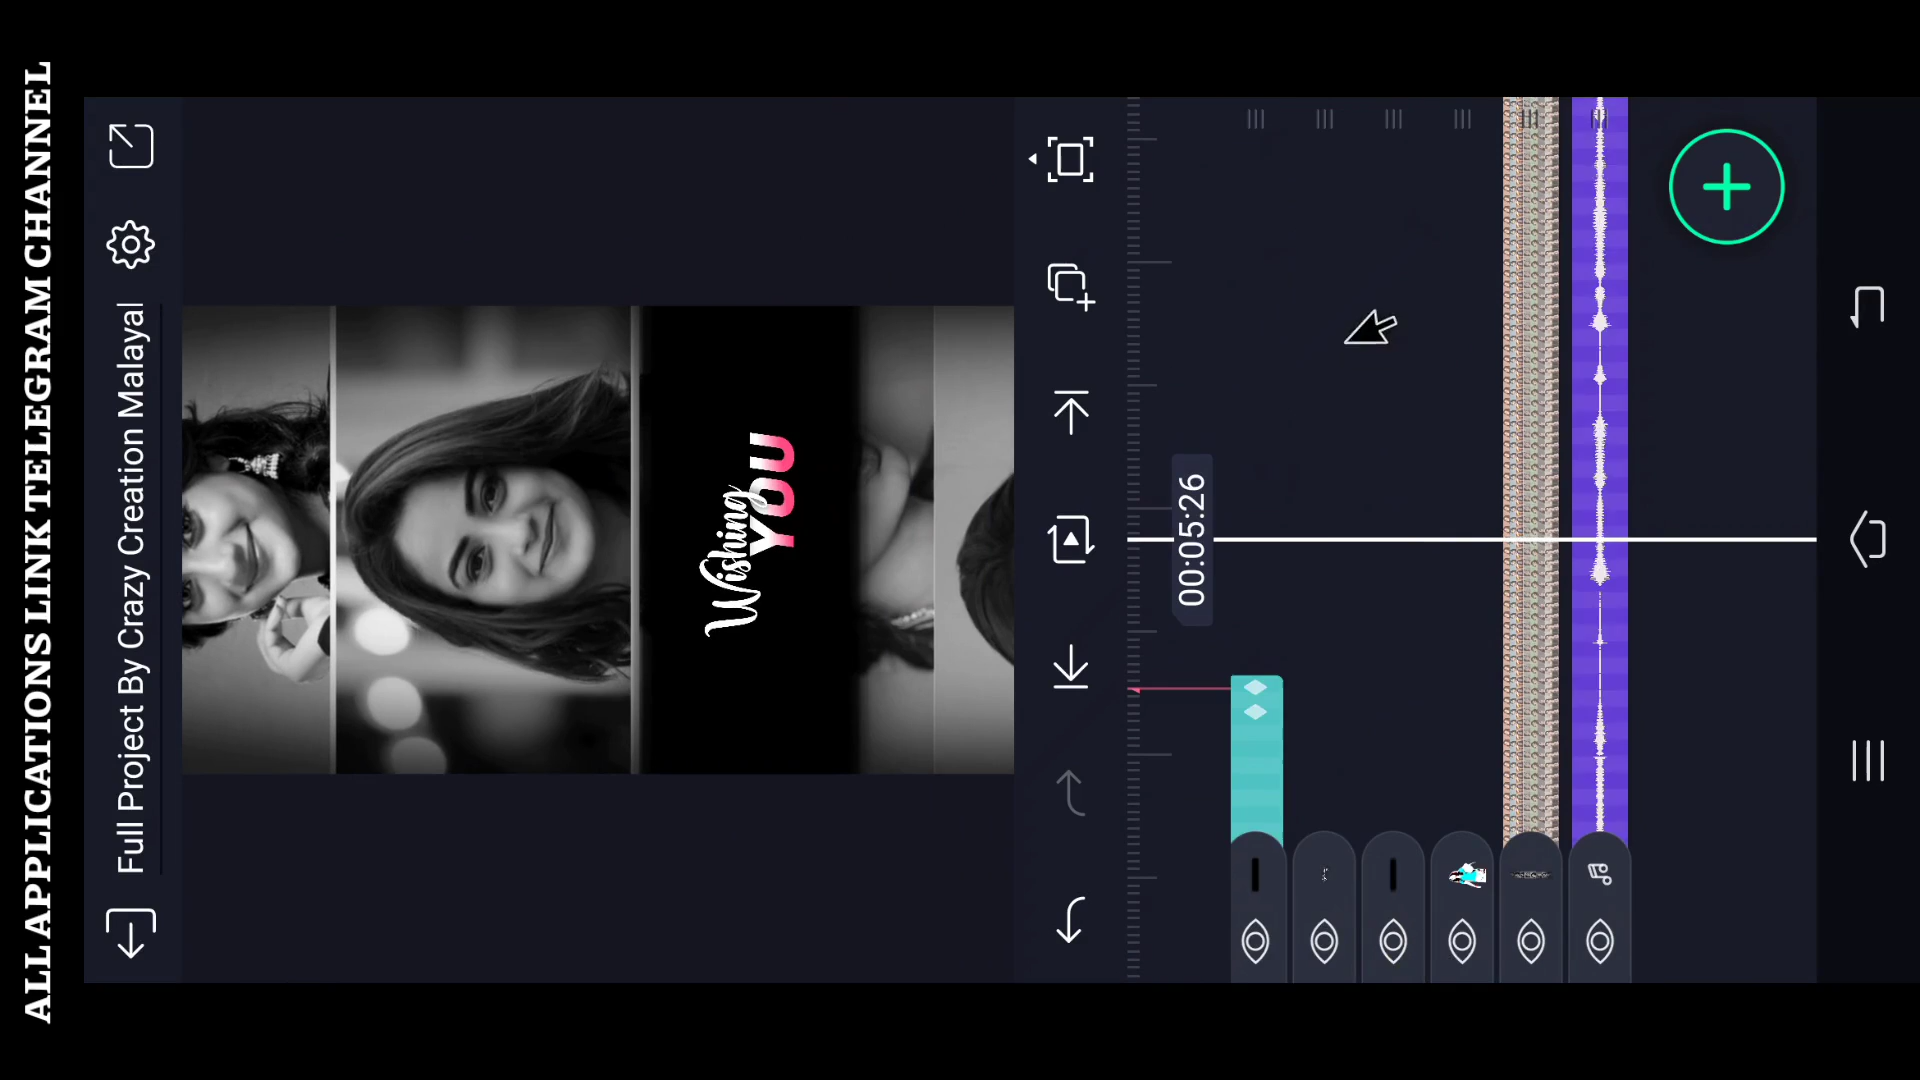 ALL APPLICATIONS LINK TELEGRAM CHANNEL
Full Project By Crazy Creation Malayal
Wishing
YOU
00:05:26